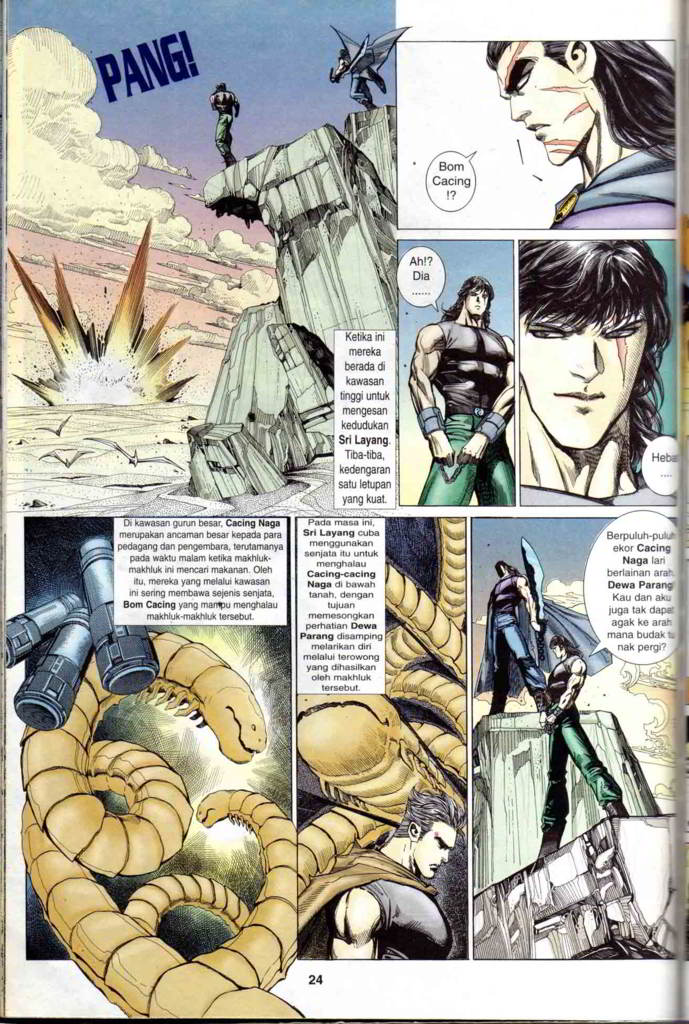 PANG!
Bom
Cacing
!?
Ketika ini
mereka
berada di
kawasan
tinggi untuk
mengesan
kedudukan
Sri Layang.
Tiba-tiba,
kedengaran
satu letupan
yang kuat.
Ah!?
Dia
......
......
Di kawasan gurun besar, Cacing Naga
merupakan ancaman besar kepada para
pedagang dan pengembara, terutamanya
pada waktu malam ketika makhluk-
makhluk ini mencari makanan. Oleh
itu, mereka yang melalui kawasan
ini sering membawa sejenis senjata,
Bom Cacing yang mampu menghalau
makhluk-makhluk tersebut.
Pada masa ini,
Sri Layang cuba
menggunakan
senjata itu untuk
menghalau
Cacing-cacing
Naga di bawah
tanah, dengan
tujuan
memesongkan
perhatian Dewa
Parang disamping
melarikan diri
melalui terowong
yang dihasilkan
oleh makhluk
tersebut.
Berpuluh-puluh
ekor Cacing
Naga lari
berlainan arah
Dewa Parang
Kau dan aku
juga tak dapat
agak ke arah
mana budak
nak pergi?
24